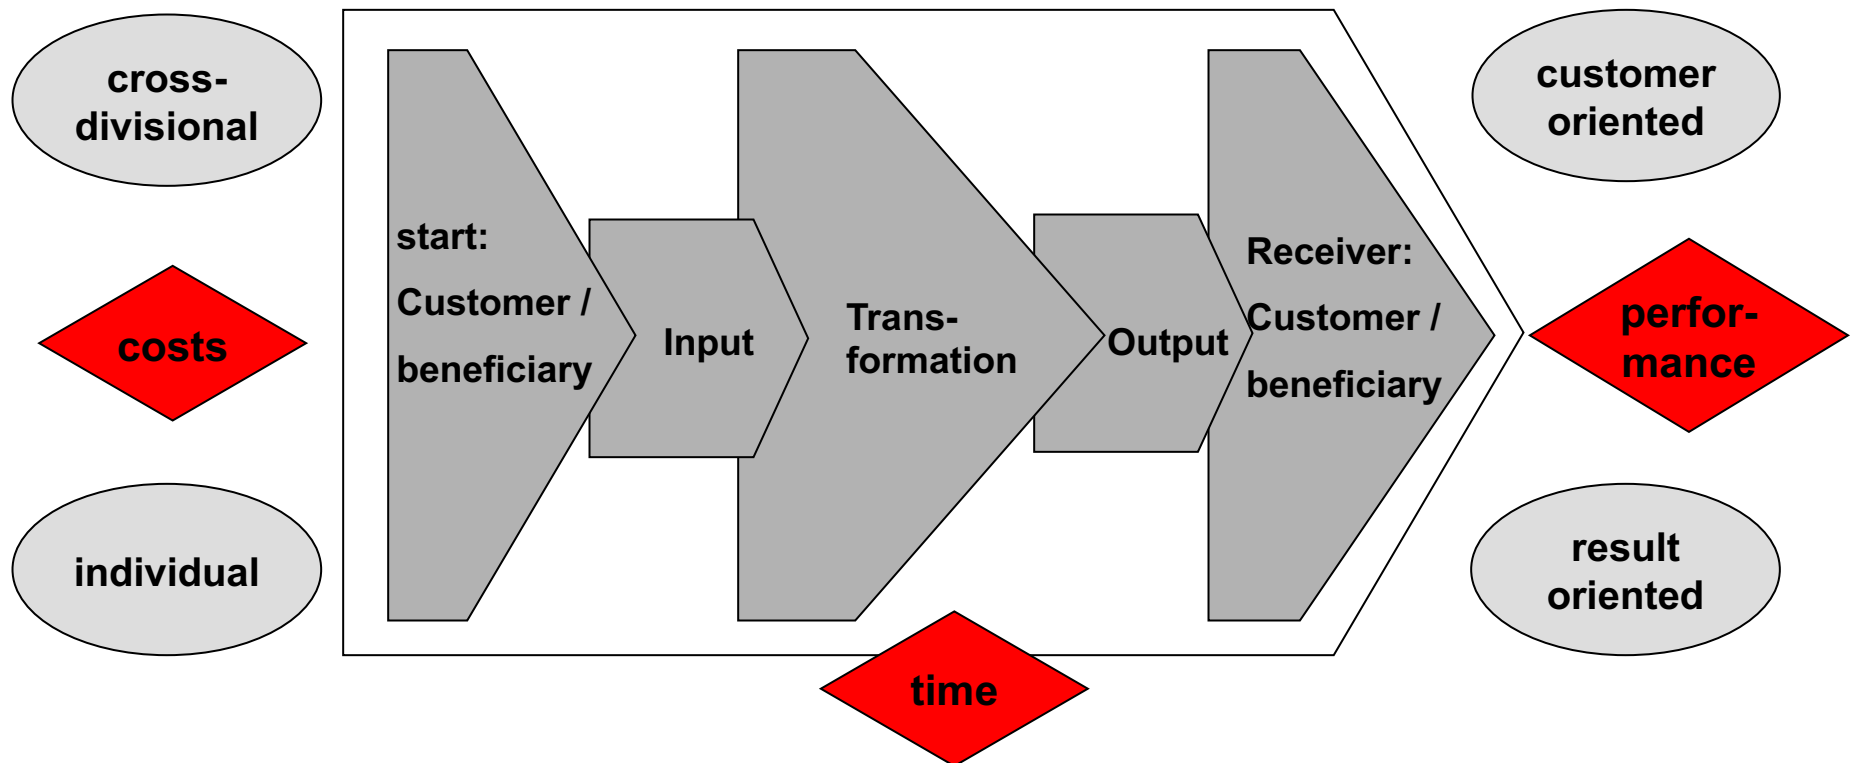 cross-
divisional
costs
individual
start:
Customer /
beneficiary
Input
Trans-
formation
Output
Receiver:
Customer /
beneficiary
time
customer
oriented
perfor-
mance
result
oriented